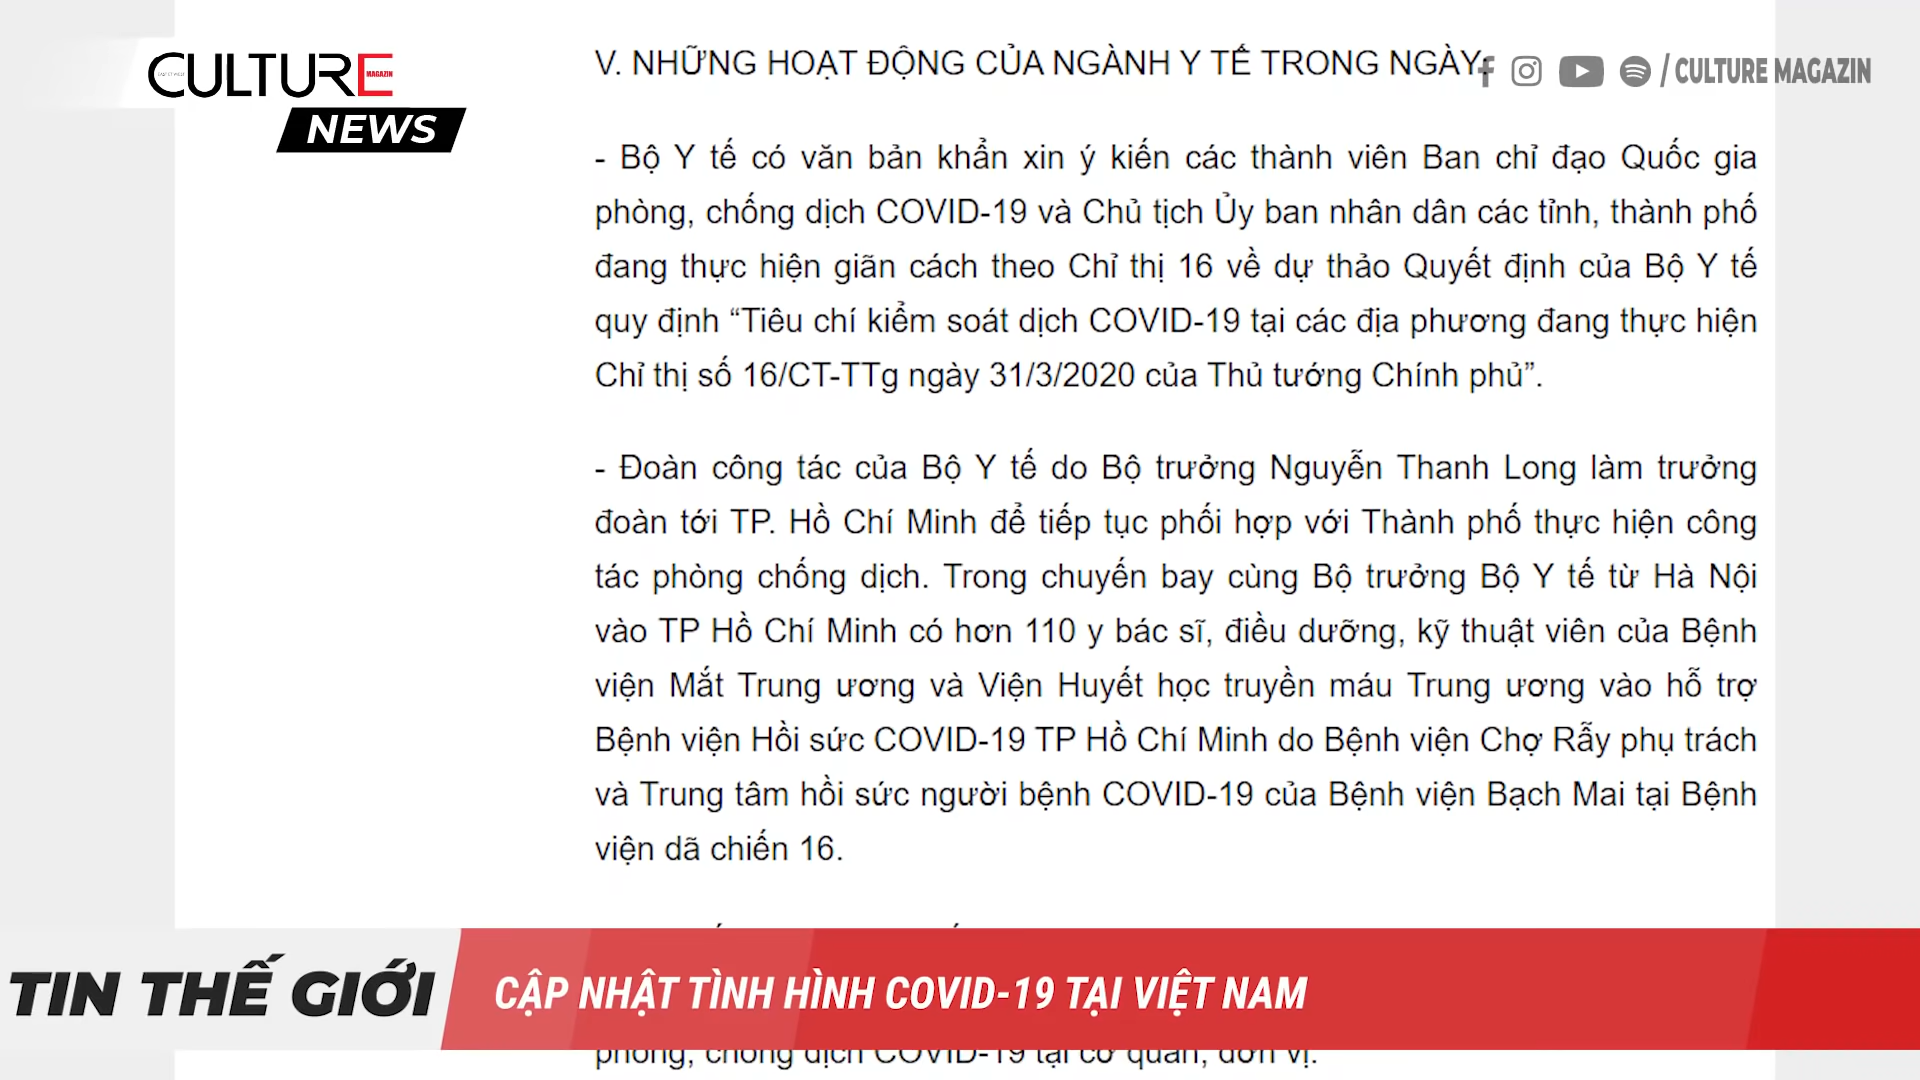 CULTURE
MAGAZIN
NEWS
/ CULTURE MAGAZIN
V. NHỮNG HOẠT ĐỘNG CỦA NGÀNH Y TẾ TRONG NGÀY:
- Bộ Y tế có văn bản khẩn xin ý kiến các thành viên Ban chỉ đạo Quốc gia
phòng, chống dịch COVID-19 và Chủ tịch Ủy ban nhân dân các tỉnh, thành phố
đang thực hiện giãn cách theo Chỉ thị 16 về dự thảo Quyết định của Bộ Y tế
quy định “Tiêu chí kiểm soát dịch COVID-19 tại các địa phương đang thực hiện
Chỉ thị số 16/CT-TTg ngày 31/3/2020 của Thủ tướng Chính phủ”.
- Đoàn công tác của Bộ Y tế do Bộ trưởng Nguyễn Thanh Long làm trưởng
đoàn tới TP. Hồ Chí Minh để tiếp tục phối hợp với Thành phố thực hiện công
tác phòng chống dịch. Trong chuyến bay cùng Bộ trưởng Bộ Y tế từ Hà Nội
vào TP Hồ Chí Minh có hơn 110 y bác sĩ, điều dưỡng, kỹ thuật viên của Bệnh
viện Mắt Trung ương và Viện Huyết học truyền máu Trung ương vào hỗ trợ
Bệnh viện Hồi sức COVID-19 TP Hồ Chí Minh do Bệnh viện Chợ Rẫy phụ trách
và Trung tâm hồi sức người bệnh COVID-19 của Bệnh viện Bạch Mai tại Bệnh
viện dã chiến 16.
TIN THẾ GIỚI
CẬP NHẬT TÌNH HÌNH COVID-19 TẠI VIỆT NAM
phòng, chống dịch COVID-19 tại cơ quan, đơn vị.